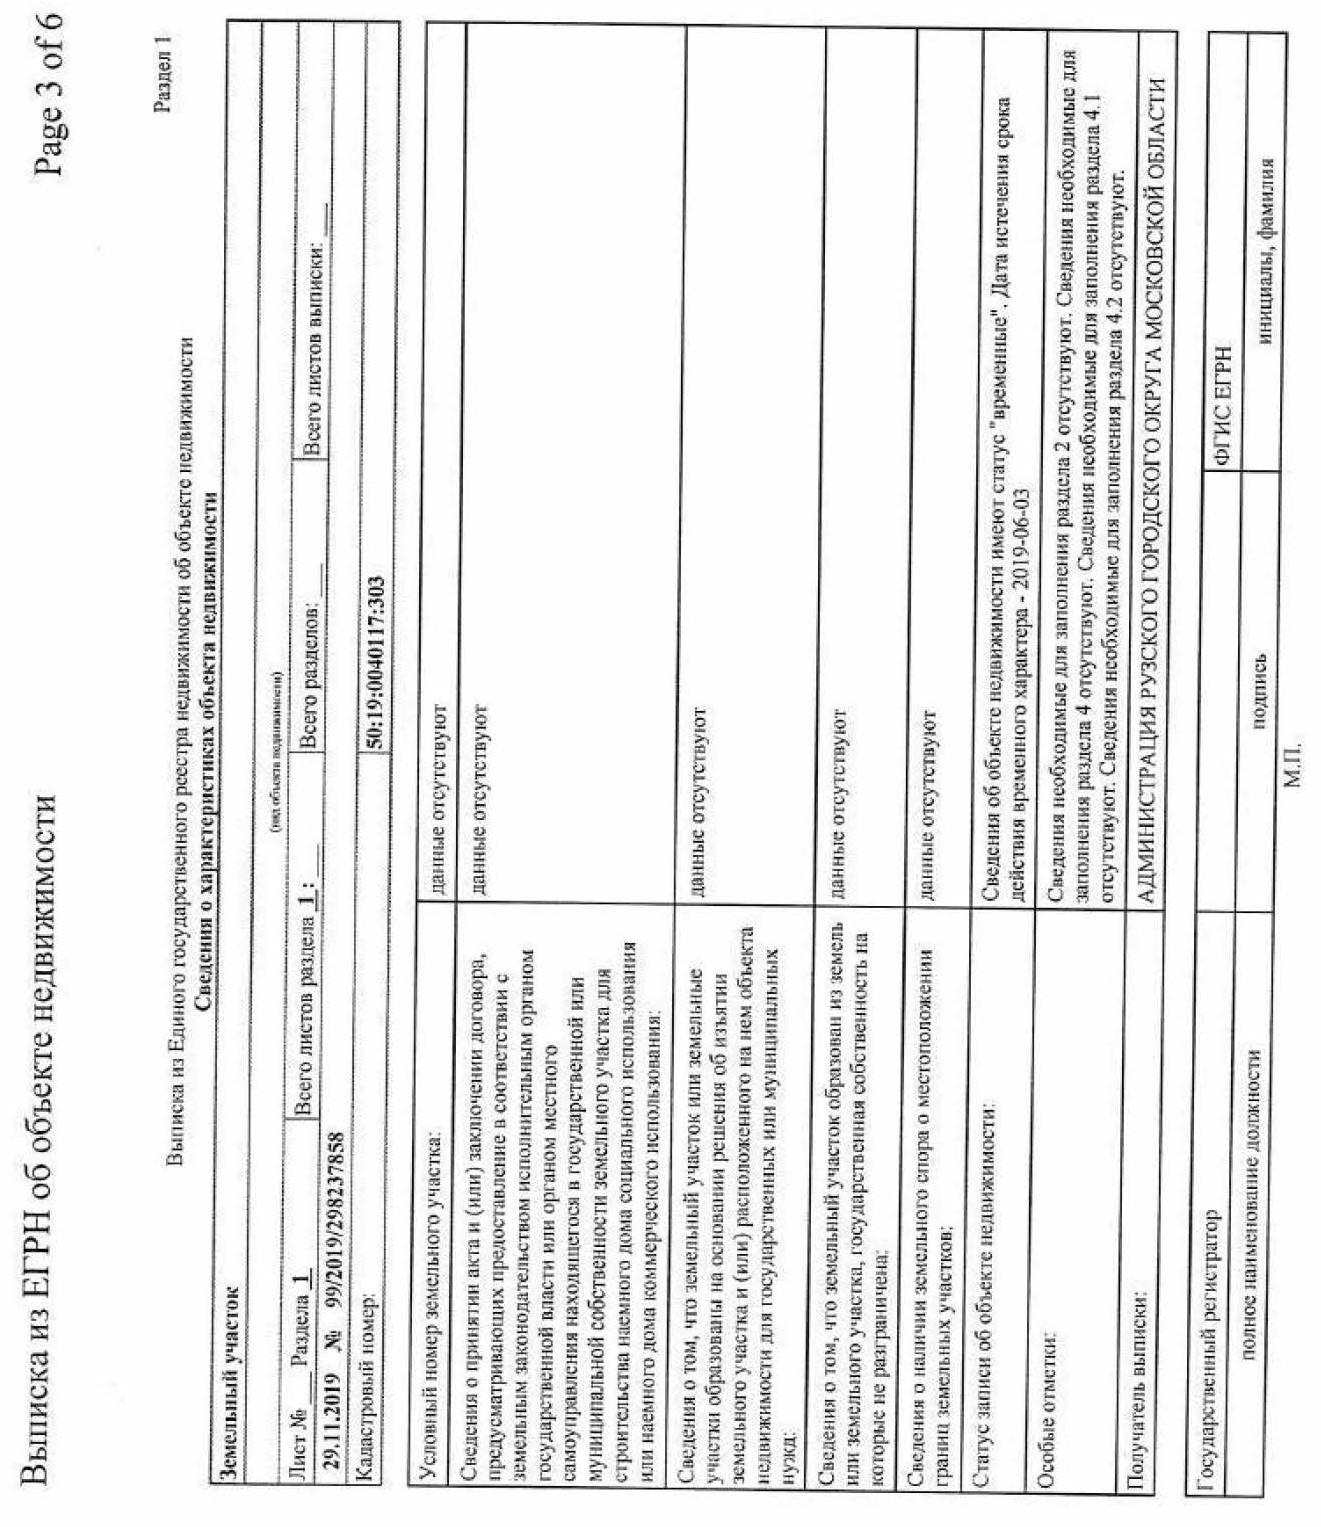 Выписка из ЕГРН об объекте недвижимости
Page 3 of 6
Раздел 1
Выписка из Единого государственного реестра недвижимости об объекте недвижимости
Сведения о характеристиках объекта недвижимости
Земельный участок
(вид объекта недвижимости)
Лист № ___ Раздела 1
Всего листов раздела 1 : ___
Всего разделов: ___
Всего листов выписки: ___
29.11.2019 № 99/2019/298237858
Кадастровый номер:
50:19:0040117:303
Условный номер земельного участка:
данные отсутствуют
Сведения о принятии акта и (или) заключении договора,
предусматривающих предоставление в соответствии с
земельным законодательством исполнительным органом
государственной власти или органом местного
самоуправления находящегося в государственной или
муниципальной собственности земельного участка для
строительства наемного дома социального использования
или наемного дома коммерческого использования:
данные отсутствуют
Сведения о том, что земельный участок или земельные
участки образованы на основании решения об изъятии
земельного участка и (или) расположенного на нем объекта
недвижимости для государственных или муниципальных
нужд:
данные отсутствуют
Сведения о том, что земельный участок образован из земель
или земельного участка, государственная собственность на
которые не разграничена:
данные отсутствуют
Сведения о наличии земельного спора о местоположении
границ земельных участков:
данные отсутствуют
Статус записи об объекте недвижимости:
Сведения об объекте недвижимости имеют статус "временные". Дата истечения срока
действия временного характера - 2019-06-03
Особые отметки:
Сведения необходимые для заполнения раздела 2 отсутствуют. Сведения необходимые для
заполнения раздела 4 отсутствуют. Сведения необходимые для заполнения раздела 4.1
отсутствуют. Сведения необходимые для заполнения раздела 4.2 отсутствуют.
Получатель выписки:
АДМИНИСТРАЦИЯ РУЗСКОГО ГОРОДСКОГО ОКРУГА МОСКОВСКОЙ ОБЛАСТИ
Государственный регистратор
ФГИС ЕГРН
полное наименование должности
подпись
инициалы, фамилия
М.П.